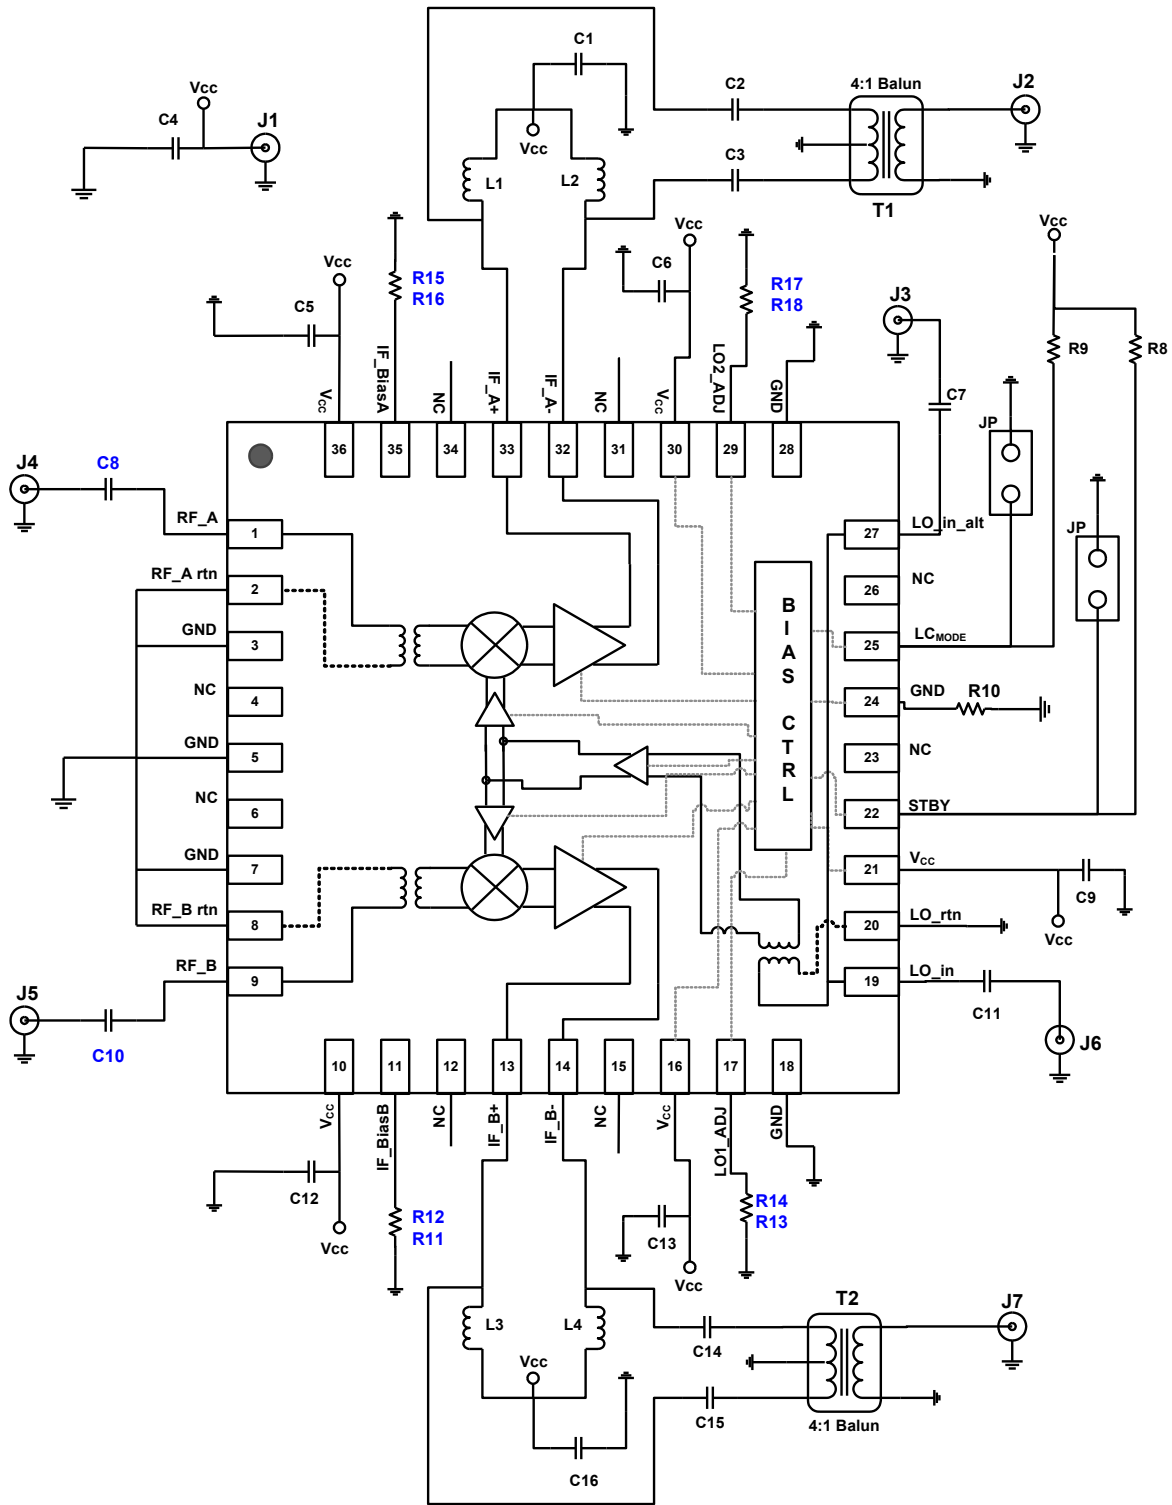 C1
C2
4:1 Balun
J2
Vcc
C4
J1
Vcc
L1
L2
C3
T1
Vcc
Vcc
R15
R16
C6
R17
R18
J3
Vcc
C5
R9
R8
C7
JP
JP
Vcc
IF_BiasA
NC
IF_A+
IF_A-
NC
Vcc
LO2_ADJ
GND
36
35
34
33
32
31
30
29
28
J4
C8
RF_A
1
RF_A rtn
2
GND
3
NC
4
GND
5
NC
6
GND
7
RF_B rtn
8
RF_B
9
J5
C10
BIAS
CTRL
27
LO_in_alt
26
NC
25
LCMODE
24
GND
R10
23
NC
22
STBY
21
Vcc
C9
Vcc
20
LO_rtn
19
LO_in
C11
J6
10
11
12
13
14
15
16
17
18
Vcc
IF_BiasB
NC
IF_B+
IF_B-
NC
Vcc
LO1_ADJ
GND
C12
Vcc
R12
R11
C13
Vcc
R14
R13
L3
L4
Vcc
C14
T2
J7
C15
4:1 Balun
C16